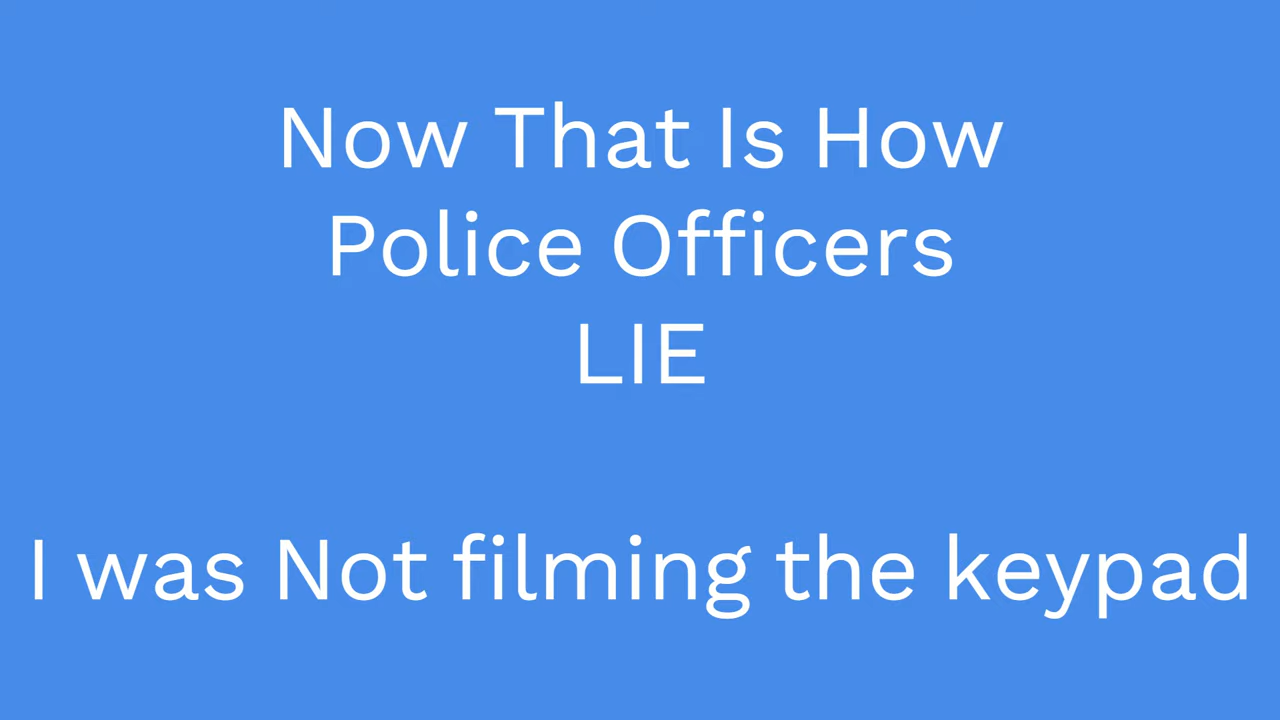 Now That Is How
Police Officers
LIE
I was Not filming the keypad